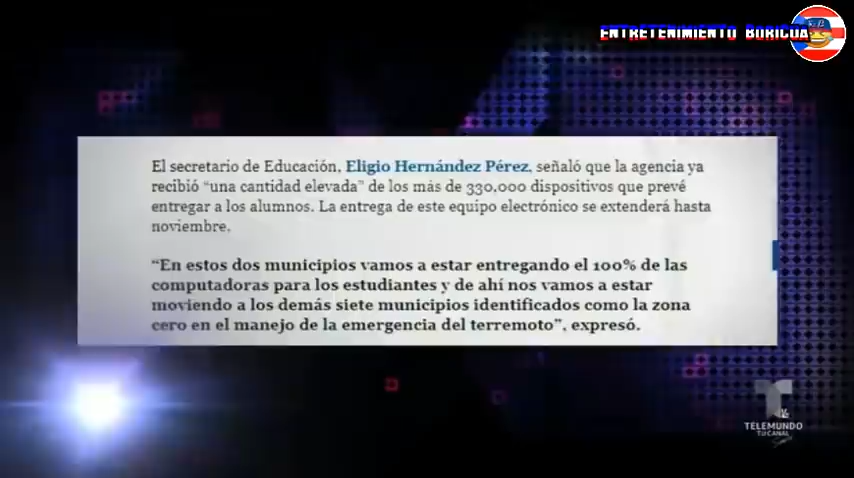 ENTRETENIMIENTO BORICUA
El secretario de Educación, Eligio Hernández Pérez, señaló que la agencia ya
recibió “una cantidad elevada” de los más de 330,000 dispositivos que prevé
entregar a los alumnos. La entrega de este equipo electrónico se extenderá hasta
noviembre.
“En estos dos municipios vamos a estar entregando el 100% de las
computadoras para los estudiantes y de ahí nos vamos a estar
moviendo a los demás siete municipios identificados como la zona
cero en el manejo de la emergencia del terremoto”, expresó.
TELEMUNDO
TU CANAL